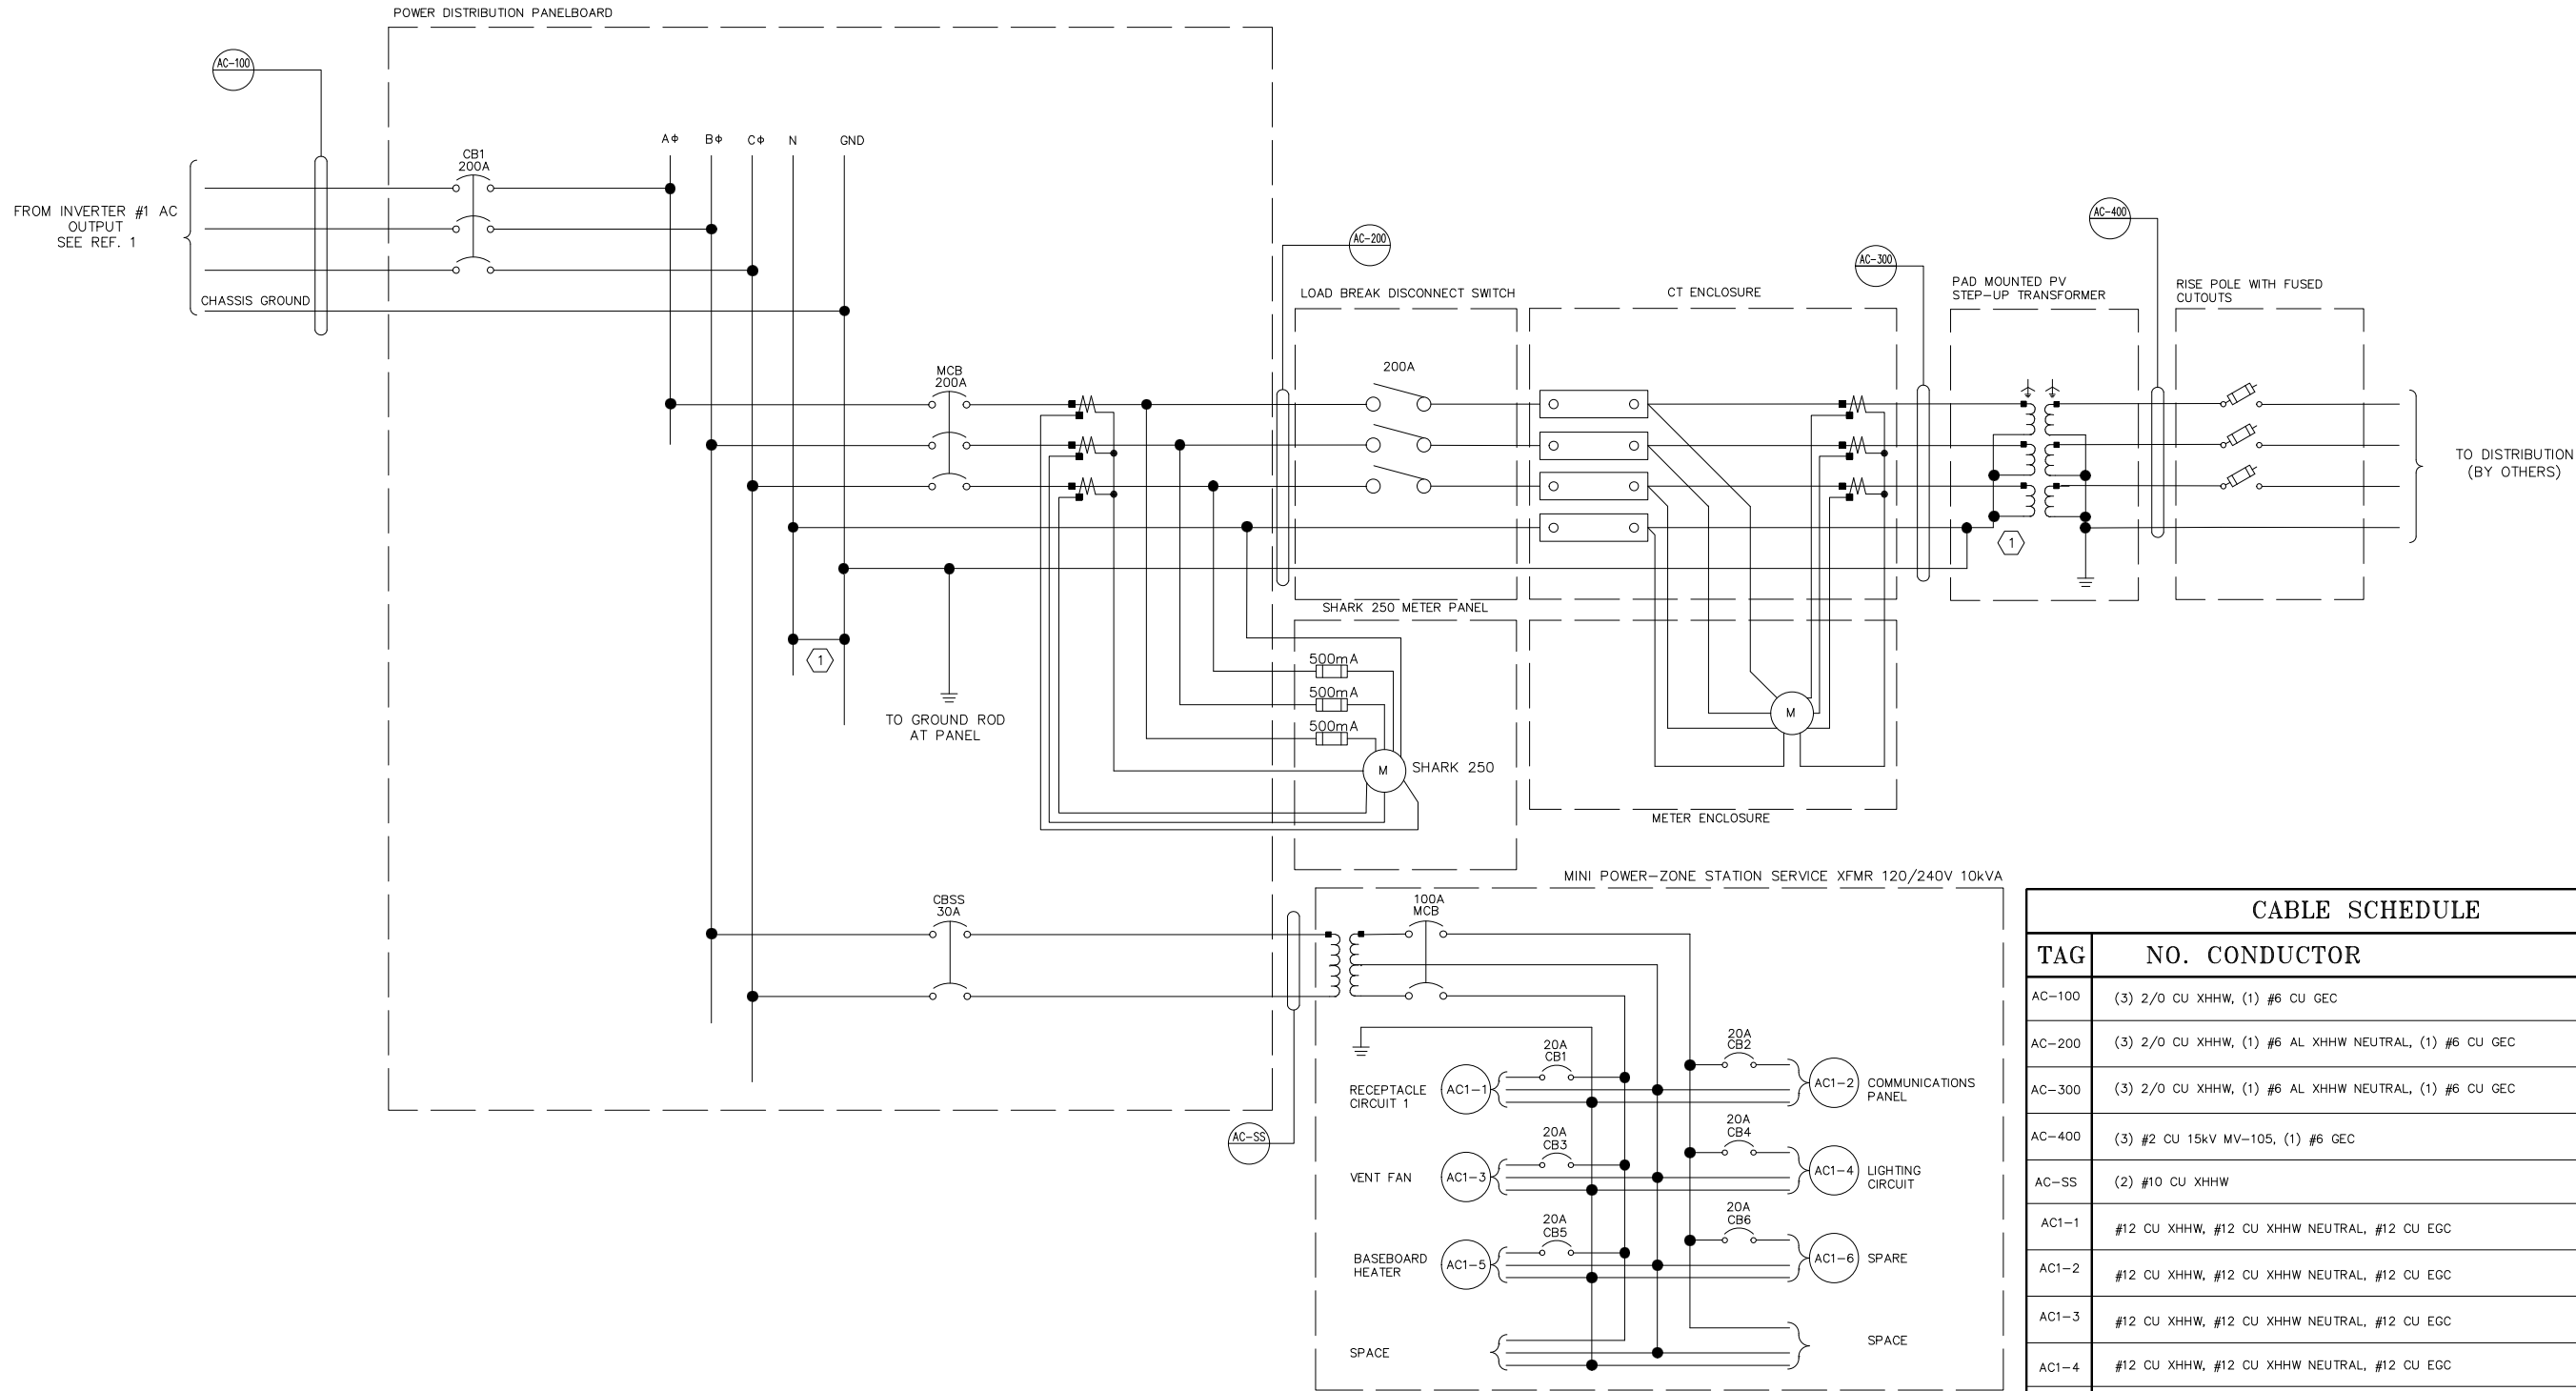 POWER DISTRIBUTION PANELBOARD
AC-100
AΦ
BΦ
CΦ
N
GND
CB1
200A
FROM INVERTER #1 AC
OUTPUT
SEE REF. 1
CHASSIS GROUND
AC-200
AC-300
AC-400
LOAD BREAK DISCONNECT SWITCH
CT ENCLOSURE
PAD MOUNTED PV
STEP-UP TRANSFORMER
RISE POLE WITH FUSED
CUTOUTS
MCB
200A
200A
TO DISTRIBUTION
(BY OTHERS)
1
SHARK 250 METER PANEL
1
500mA
500mA
500mA
TO GROUND ROD
AT PANEL
M
M
SHARK 250
METER ENCLOSURE
MINI POWER-ZONE STATION SERVICE XFMR 120/240V 10kVA
CBSS
30A
100A
MCB
AC-SS
20A
CB1
20A
CB2
RECEPTACLE
CIRCUIT 1
AC1-1
AC1-2
COMMUNICATIONS
PANEL
20A
CB3
20A
CB4
VENT FAN
AC1-3
AC1-4
LIGHTING
CIRCUIT
20A
CB5
20A
CB6
BASEBOARD
HEATER
AC1-5
AC1-6
SPARE
SPACE
SPACE
CABLE SCHEDULE
TAG NO. CONDUCTOR
AC-100 (3) 2/0 CU XHHW, (1) #6 CU GEC
AC-200 (3) 2/0 CU XHHW, (1) #6 AL XHHW NEUTRAL, (1) #6 CU GEC
AC-300 (3) 2/0 CU XHHW, (1) #6 AL XHHW NEUTRAL, (1) #6 CU GEC
AC-400 (3) #2 CU 15kV MV-105, (1) #6 GEC
AC-SS (2) #10 CU XHHW
AC1-1 #12 CU XHHW, #12 CU XHHW NEUTRAL, #12 CU EGC
AC1-2 #12 CU XHHW, #12 CU XHHW NEUTRAL, #12 CU EGC
AC1-3 #12 CU XHHW, #12 CU XHHW NEUTRAL, #12 CU EGC
AC1-4 #12 CU XHHW, #12 CU XHHW NEUTRAL, #12 CU EGC